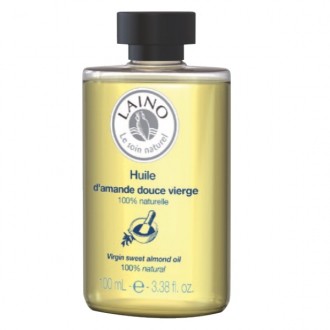 LAINO
Le soin naturel
Huile
d'amande douce vierge
100% naturelle
Virgin sweet almond oil
100% natural
100 mL - e - 3.38 fl. oz.